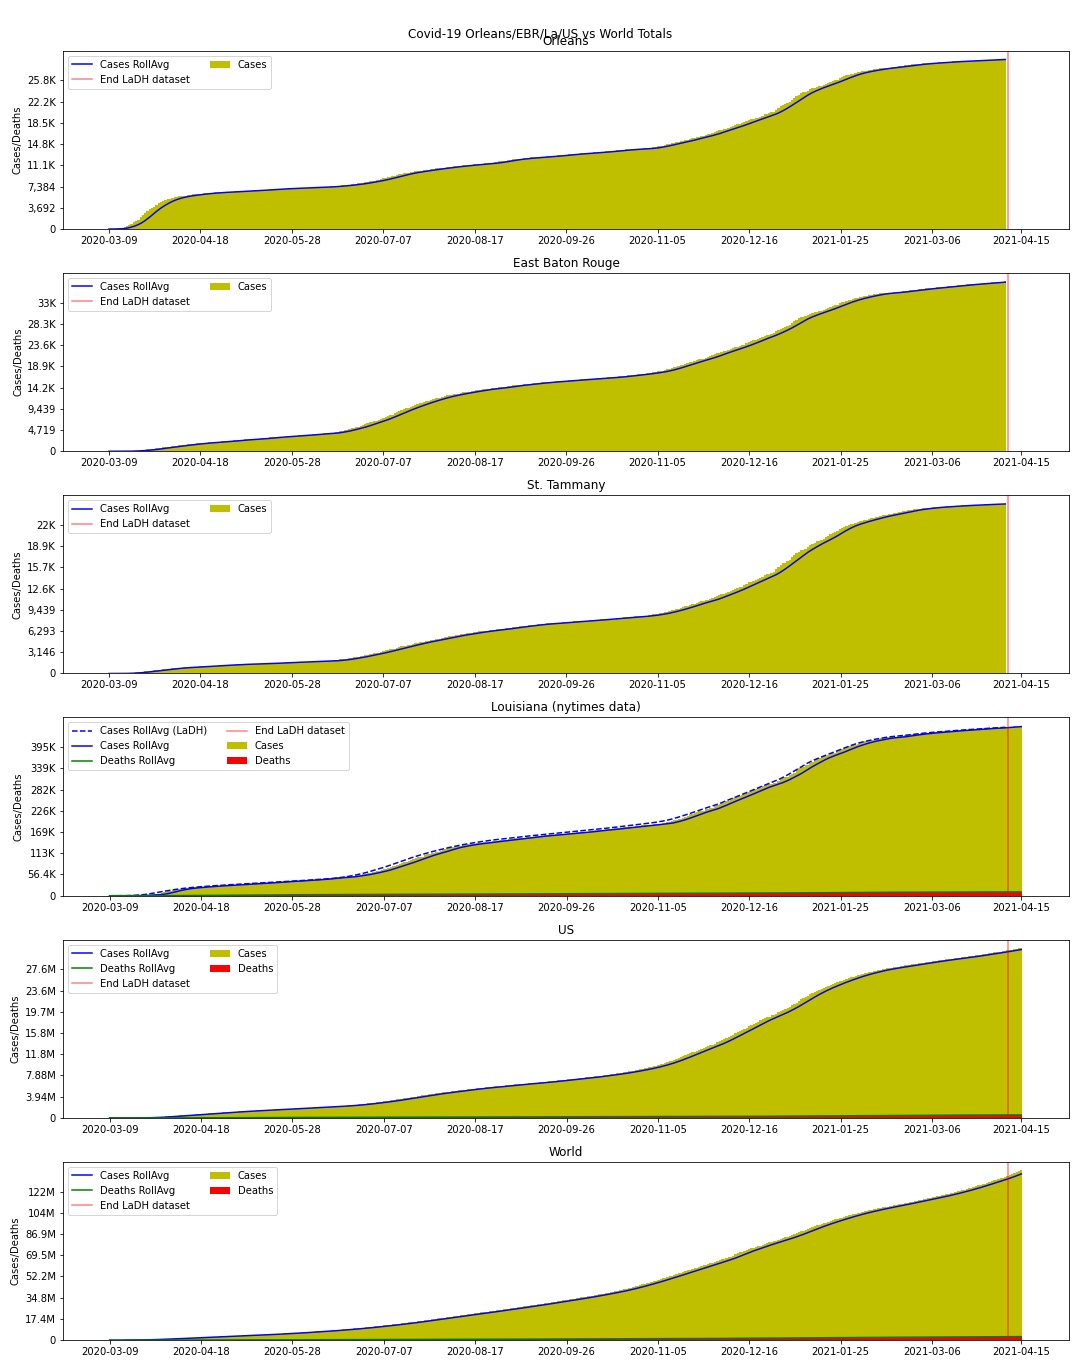 Covid-19 Orleans/EBR/La/US vs World Totals
Orleans
Cases RollAvg
End LaDH dataset
Cases
Cases/Deaths
25.8K
22.2K
18.5K
14.8K
11.1K
7,384
3,692
0
2020-03-09 2020-04-18 2020-05-28 2020-07-07 2020-08-17 2020-09-26 2020-11-05 2020-12-16 2021-01-25 2021-03-06 2021-04-15
East Baton Rouge
Cases RollAvg
End LaDH dataset
Cases
Cases/Deaths
33K
28.3K
23.6K
18.9K
14.2K
9,439
4,719
0
2020-03-09 2020-04-18 2020-05-28 2020-07-07 2020-08-17 2020-09-26 2020-11-05 2020-12-16 2021-01-25 2021-03-06 2021-04-15
St. Tammany
Cases RollAvg
End LaDH dataset
Cases
Cases/Deaths
22K
18.9K
15.7K
12.6K
9,439
6,293
3,146
0
2020-03-09 2020-04-18 2020-05-28 2020-07-07 2020-08-17 2020-09-26 2020-11-05 2020-12-16 2021-01-25 2021-03-06 2021-04-15
Louisiana (nytimes data)
Cases RollAvg (LaDH)
Cases RollAvg
Deaths RollAvg
End LaDH dataset
Cases
Deaths
Cases/Deaths
395K
339K
282K
226K
169K
113K
56.4K
0
2020-03-09 2020-04-18 2020-05-28 2020-07-07 2020-08-17 2020-09-26 2020-11-05 2020-12-16 2021-01-25 2021-03-06 2021-04-15
US
Cases RollAvg
Deaths RollAvg
End LaDH dataset
Cases
Deaths
Cases/Deaths
27.6M
23.6M
19.7M
15.8M
11.8M
7.88M
3.94M
0
2020-03-09 2020-04-18 2020-05-28 2020-07-07 2020-08-17 2020-09-26 2020-11-05 2020-12-16 2021-01-25 2021-03-06 2021-04-15
World
Cases RollAvg
Deaths RollAvg
End LaDH dataset
Cases
Deaths
Cases/Deaths
122M
104M
86.9M
69.5M
52.2M
34.8M
17.4M
0
2020-03-09 2020-04-18 2020-05-28 2020-07-07 2020-08-17 2020-09-26 2020-11-05 2020-12-16 2021-01-25 2021-03-06 2021-04-15